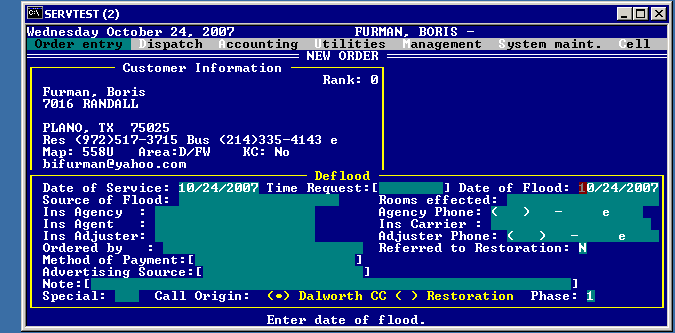 SERVTEST (2)
Wednesday October 24, 2007 FURMAN, BORIS -
Order entry Dispatch Accounting Utilities Management System maint. Cell
NEW ORDER
Customer Information
Rank: 0
Furman, Boris
7016 RANDALL
PLANO, TX 75025
Res (972)517-3715 Bus (214)335-4143 e
Map: 558U Area:D/FW KC: No
bifurman@yahoo.com
Deflood
Date of Service: 10/24/2007 Time Request:[ ] Date of Flood: 10/24/2007
Source of Flood: Rooms effected:
Ins Agency : Agency Phone: ( ) - e
Ins Agent : Ins Carrier :
Ins Adjuster: Adjuster Phone: ( ) - e
Ordered by : Referred to Restoration: N
Method of Payment:[ ]
Advertising Source:[ ]
Note:[ ]
Special: Call Origin: (•) Dalworth CC ( ) Restoration Phase: 1
Enter date of flood.